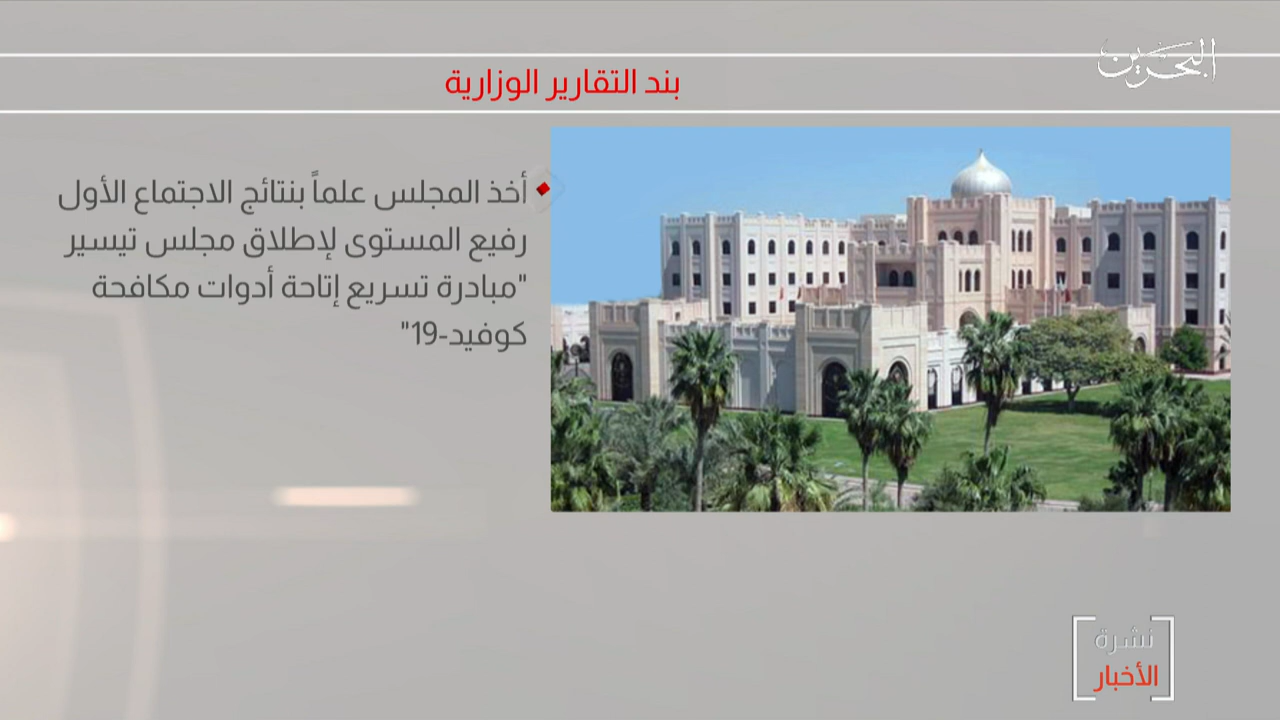 البحرين
بند التقارير الوزارية
أخذ المجلس علماً بنتائج الاجتماع الأول
رفيع المستوى لإطلاق مجلس تيسير
"مبادرة تسريع إتاحة أدوات مكافحة
كوفيد-19"
نشرة
الأخبار